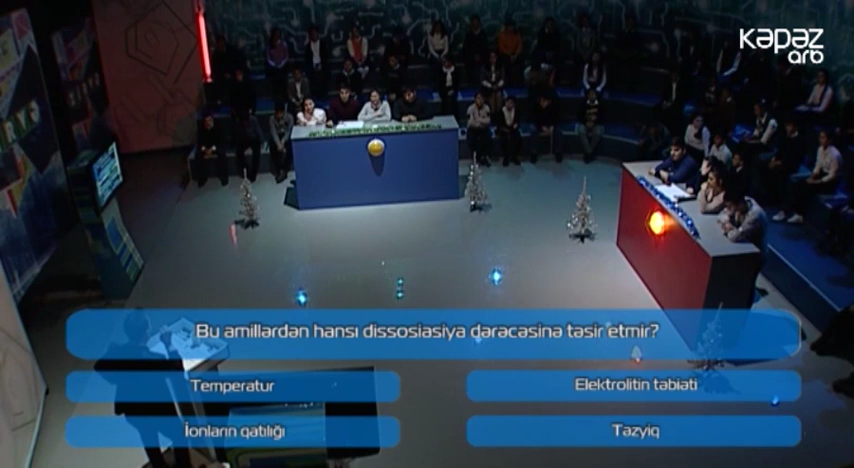 kəpəz
arb
Bu amillərdən hansı dissosiasiya dərəcəsinə təsir etmir?
Temperatur
Elektrolitin təbiəti
İonların qatılığı
Təzyiq